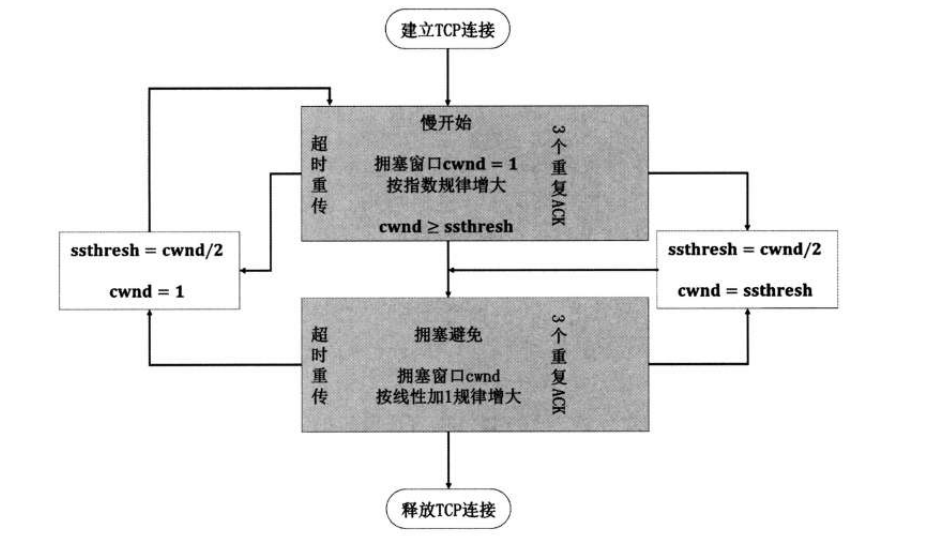 建立TCP连接
慢开始
超时重传
拥塞窗口cwnd = 1
按指数规律增大
3个重复ACK
cwnd ≥ ssthresh
ssthresh = cwnd/2
cwnd = 1
ssthresh = cwnd/2
cwnd = ssthresh
超时重传
拥塞避免
拥塞窗口cwnd
按线性加1规律增大
3个重复ACK
释放TCP连接